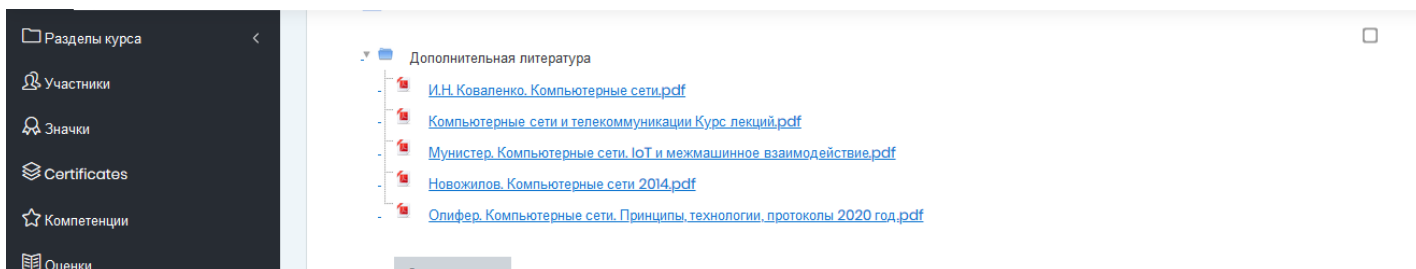 Разделы курса
Участники
Значки
Certificates
Компетенции
Оценки
Дополнительная литература
И.Н. Коваленко. Компьютерные сети.pdf
Компьютерные сети и телекоммуникации Курс лекций.pdf
Мунистер. Компьютерные сети. IoT и межмашинное взаимодействие.pdf
Новожилов. Компьютерные сети 2014.pdf
Олифер. Компьютерные сети. Принципы, технологии, протоколы 2020 год.pdf